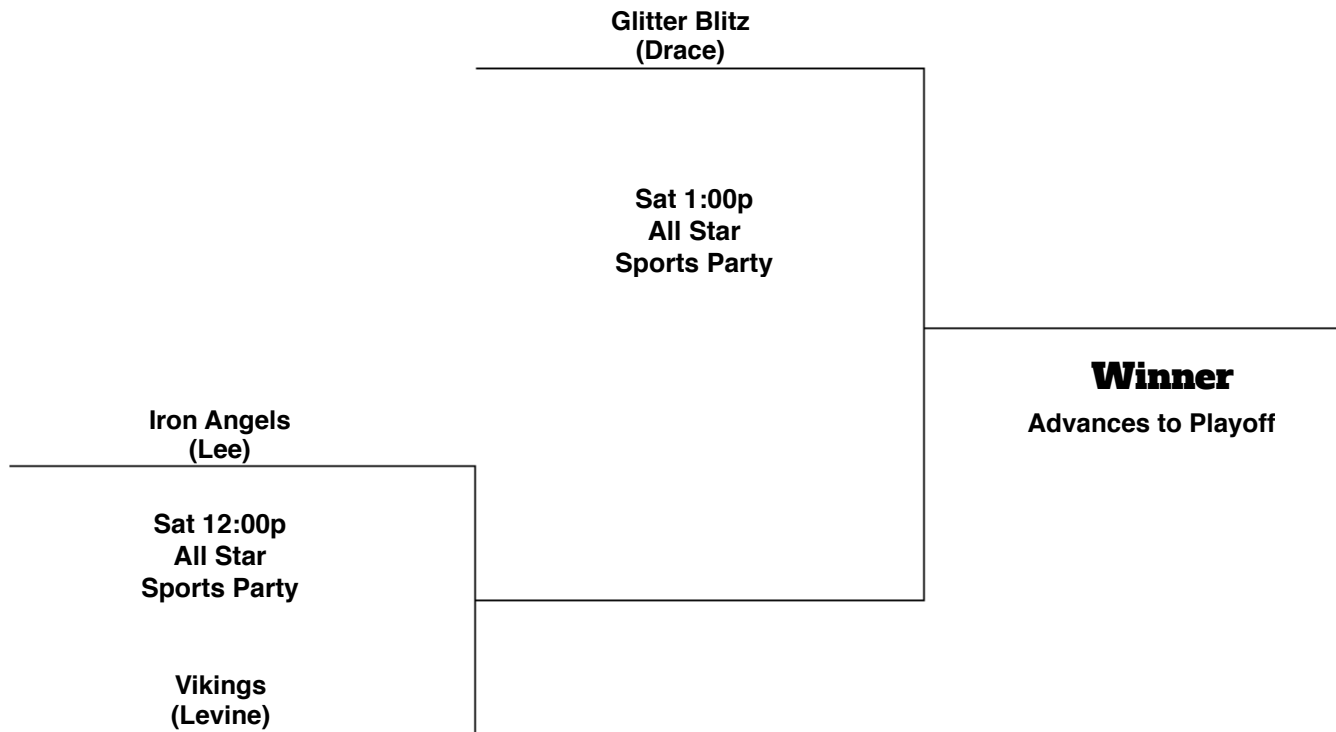 Glitter Blitz
(Drace)
Sat 1:00p
All Star
Sports Party
Winner
Advances to Playoff
Iron Angels
(Lee)
Sat 12:00p
All Star
Sports Party
Vikings
(Levine)